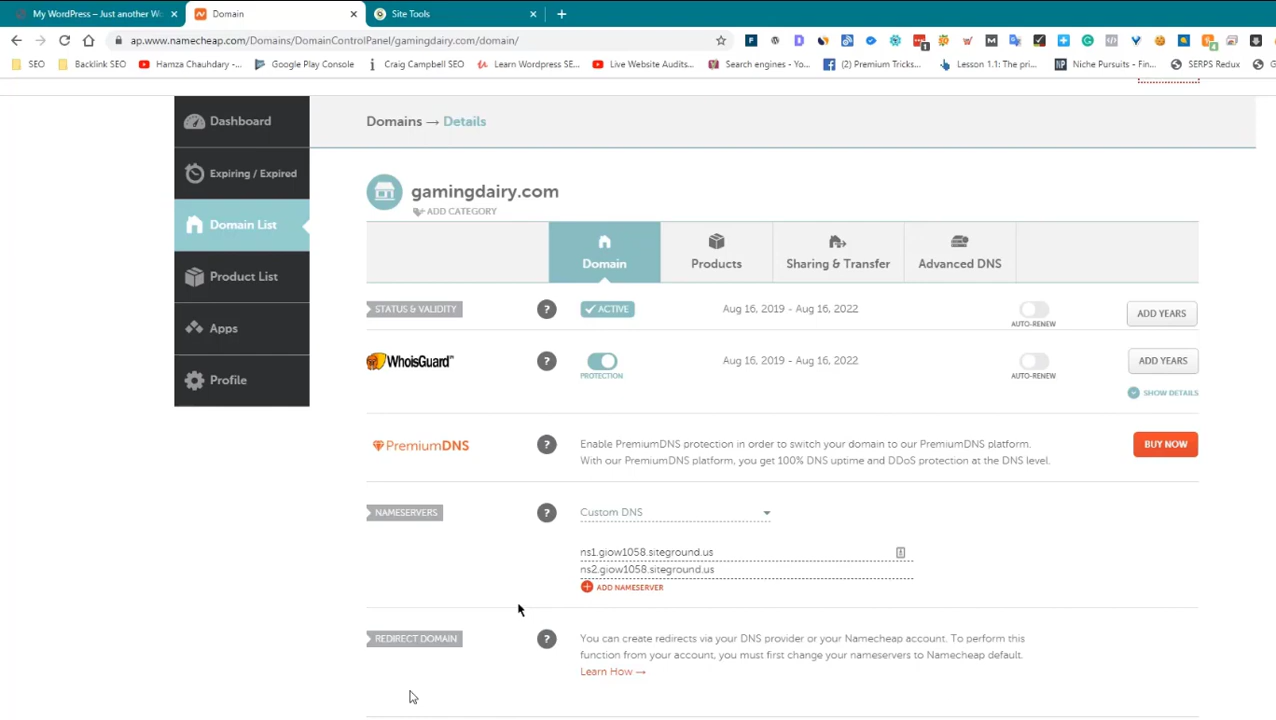 My WordPress – Just another Wo
Domain
Site Tools
ap.www.namecheap.com/Domains/DomainControlPanel/gamingdairy.com/domain/
SEO
Backlink SEO
Hamza Chauhdary -...
Google Play Console
Craig Campbell SEO
Learn Wordpress SE...
Live Website Audits...
Search engines - Yo...
(2) Premium Tricks...
Lesson 1.1: The pri...
Niche Pursuits - Fin...
SERPS Redux
Dashboard
Expiring / Expired
Domain List
Product List
Apps
Profile
Domains → Details
gamingdairy.com
ADD CATEGORY
Domain
Products
Sharing & Transfer
Advanced DNS
STATUS & VALIDITY
?
ACTIVE
Aug 16, 2019 - Aug 16, 2022
AUTO-RENEW
ADD YEARS
WhoisGuard
?
PROTECTION
Aug 16, 2019 - Aug 16, 2022
AUTO-RENEW
ADD YEARS
SHOW DETAILS
PremiumDNS
?
Enable PremiumDNS protection in order to switch your domain to our PremiumDNS platform.
With our PremiumDNS platform, you get 100% DNS uptime and DDoS protection at the DNS level.
BUY NOW
NAMESERVERS
?
Custom DNS
ns1.giow1058.siteground.us
ns2.giow1058.siteground.us
ADD NAMESERVER
REDIRECT DOMAIN
?
You can create redirects via your DNS provider or your Namecheap account. To perform this
function from your account, you must first change your nameservers to Namecheap default.
Learn How →